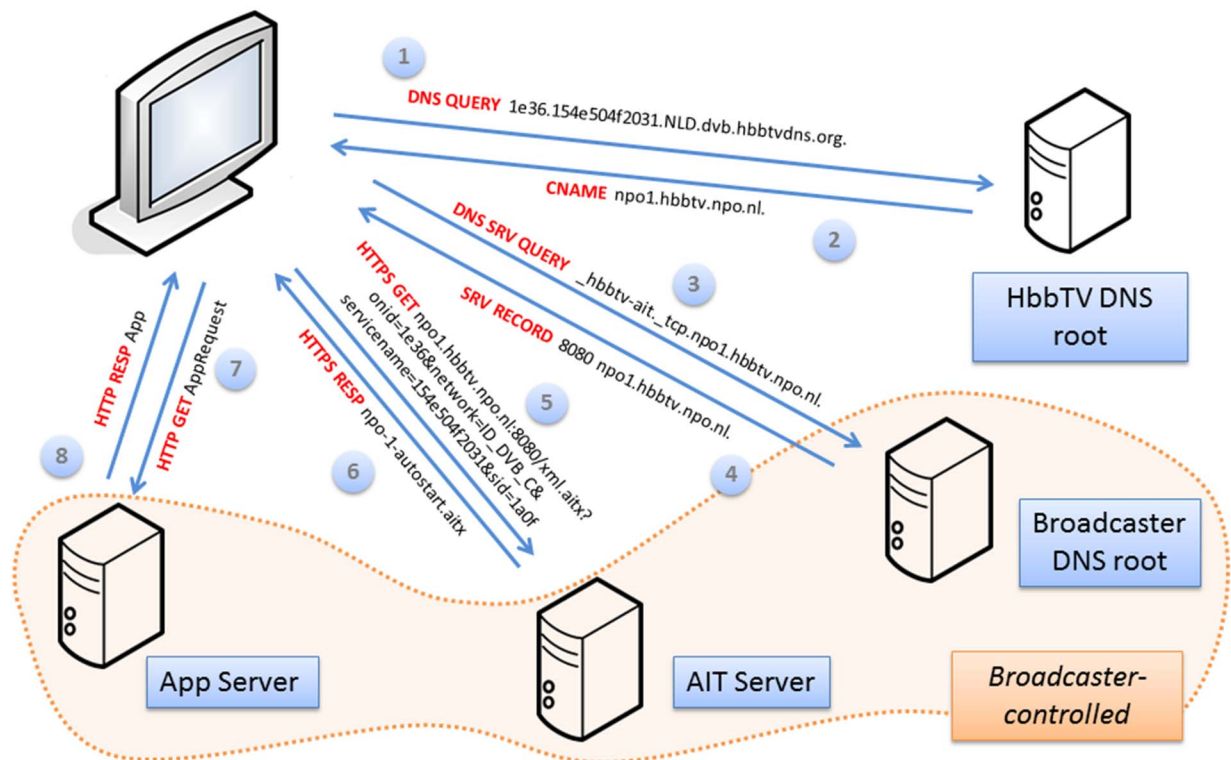 1
DNS QUERY 1e36.154e504f2031.NLD.dvb.hbbtvdns.org.
CNAME npo1.hbbtv.npo.nl.
2
HbbTV DNS
root
DNS SRV QUERY _hbbtv-ait._tcp.npo1.hbbtv.npo.nl.
3
SRV RECORD 8080 npo1.hbbtv.npo.nl.
4
HTTPS GET npo1.hbbtv.npo.nl:8080/xml.aitx?
onid=1e36&network=ID_DVB_C&
servicename=154e504f2031&sid=1a0f
5
HTTPS RESP npo-1-autostart.aitx
6
HTTP GET AppRequest
7
HTTP RESP App
8
Broadcaster
DNS root
App Server
AIT Server
Broadcaster-
controlled